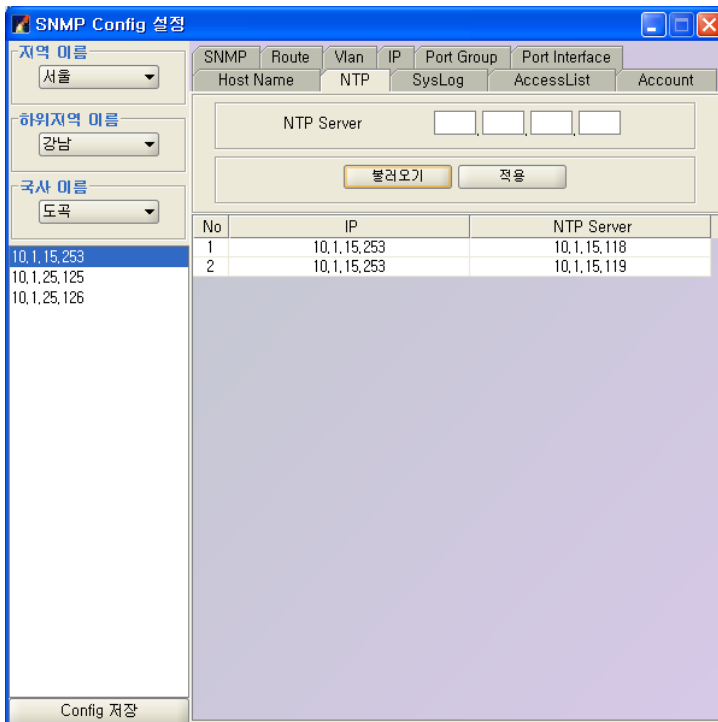 SNMP Config 설정
지역 이름
서울
하위지역 이름
강남
국사 이름
도곡
10,1,15,253
10,1,25,125
10,1,25,126
Config 저장
SNMP Route Vlan IP Port Group Port Interface
Host Name NTP SysLog AccessList Account
NTP Server . . .
불러오기 적용
No IP NTP Server
1 10,1,15,253 10,1,15,118
2 10,1,15,253 10,1,15,119